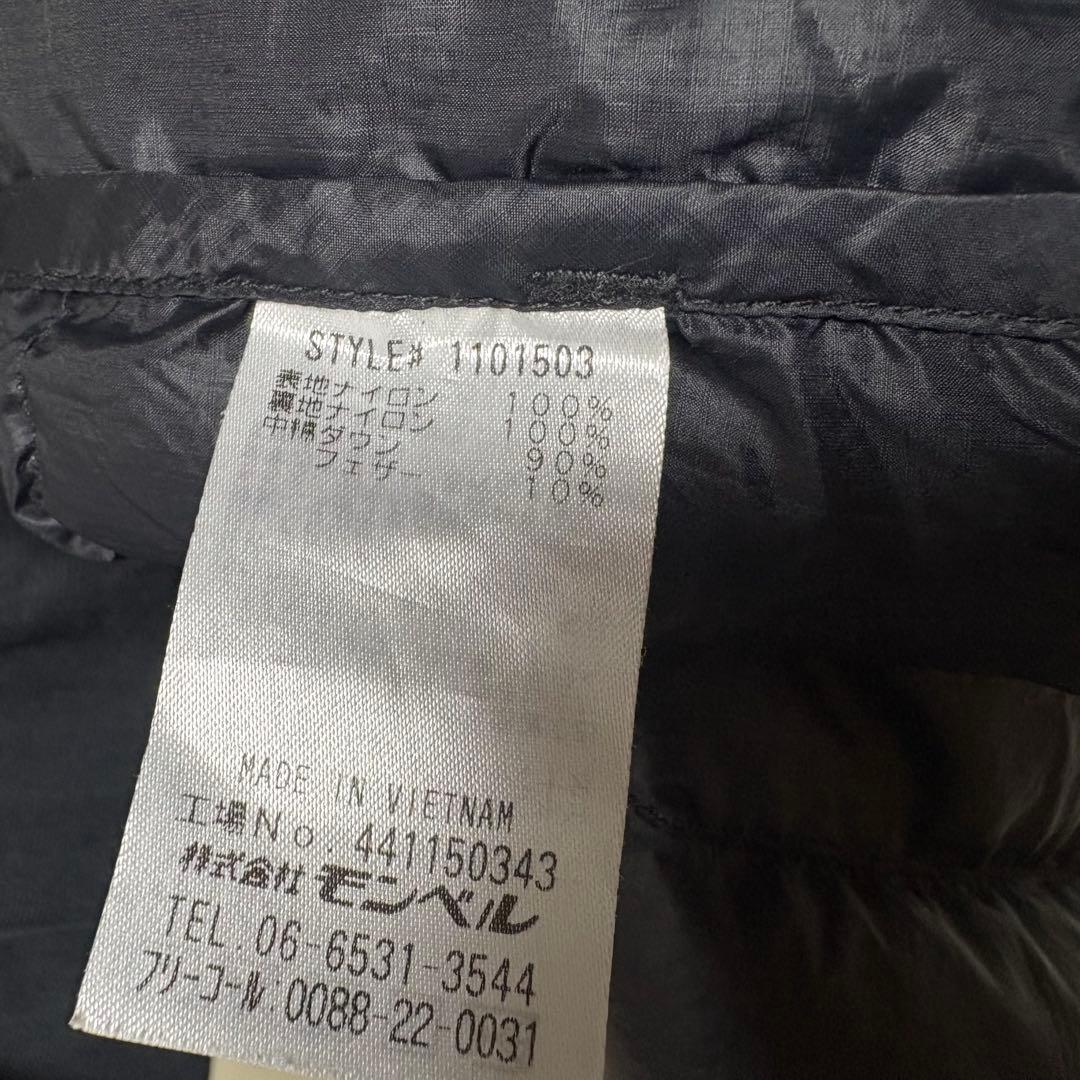 STYLE# 1101503
表地ナイロン 100%
裏地ナイロン 100%
中標ダウン 90%
フェザー 10%
MADE IN VIETNAM
工場No. 441150343
株式会社 モンベル
TEL. 06-6531-3544
フリーコール:0088-22-0031